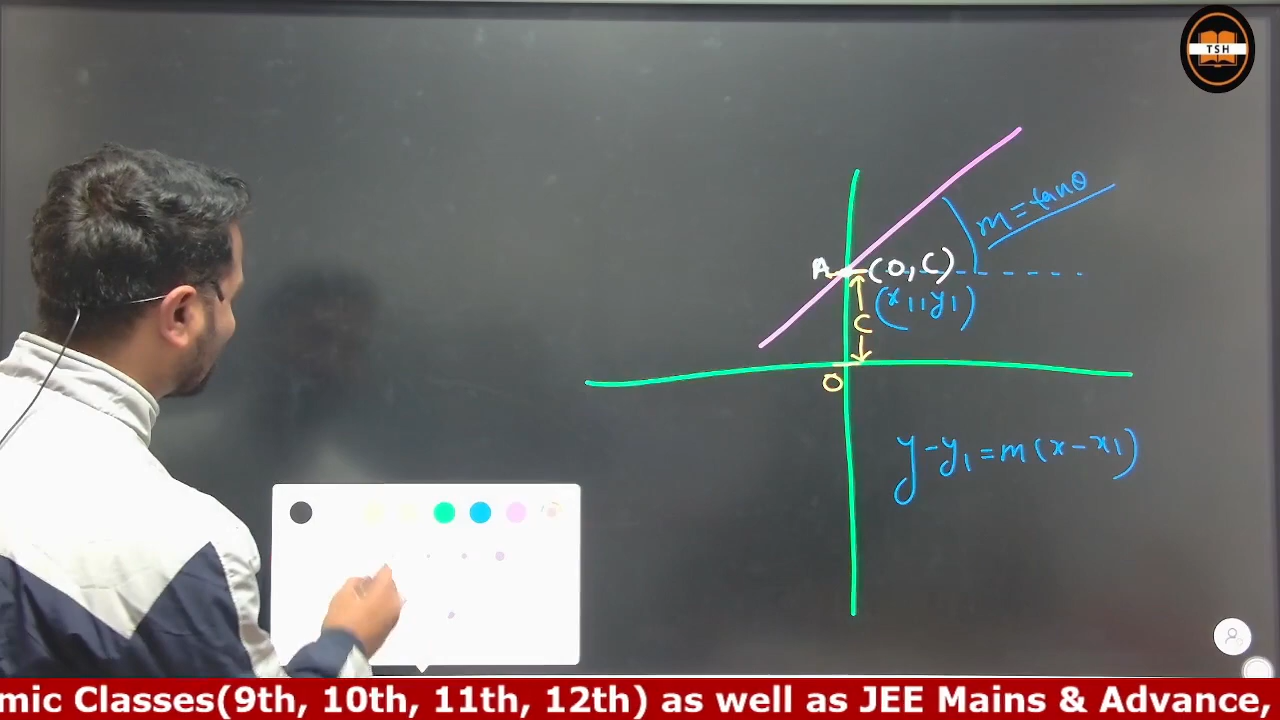 TSH
m = tanθ
A (0, C)
(x1, y1)
C
O
y - y1 = m (x - x1)
mic Classes(9th, 10th, 11th, 12th) as well as JEE Mains & Advance,